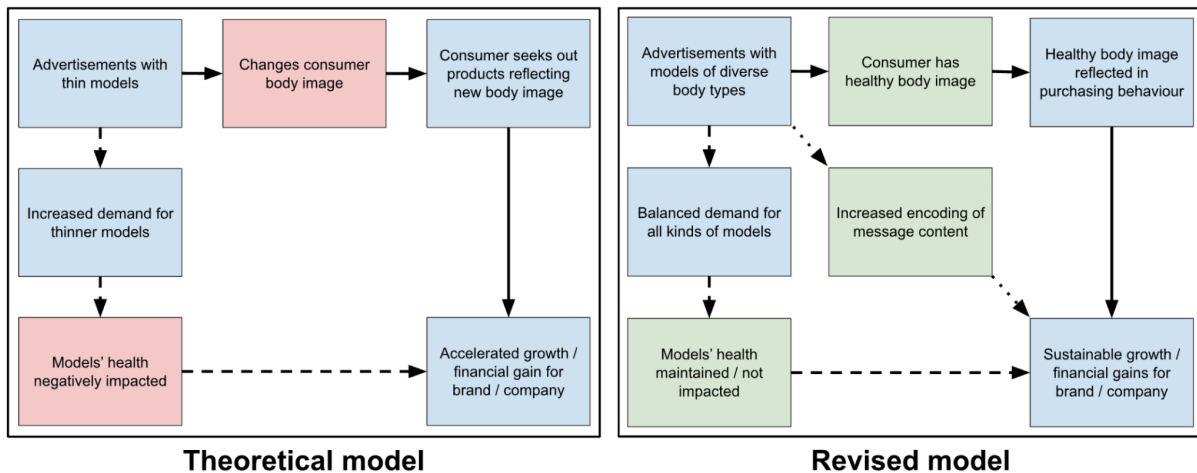 Advertisements with
thin models
Changes consumer
body image
Consumer seeks out
products reflecting
new body image
Increased demand for
thinner models
Models’ health
negatively impacted
Accelerated growth /
financial gain for
brand / company
Theoretical model
Advertisements with
models of diverse
body types
Consumer has
healthy body image
Healthy body image
reflected in
purchasing behaviour
Balanced demand for
all kinds of models
Increased encoding of
message content
Models’ health
maintained / not
impacted
Sustainable growth /
financial gains for
brand / company
Revised model